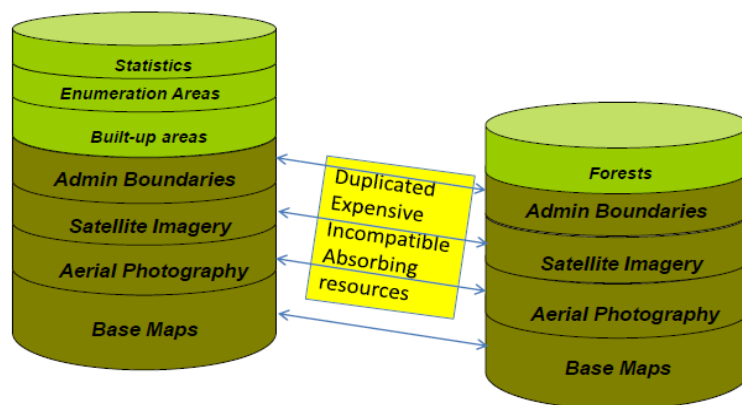 Statistics
Enumeration Areas
Built-up areas
Admin Boundaries
Satellite Imagery
Aerial Photography
Base Maps
Duplicated
Expensive
Incompatible
Absorbing
resources
Forests
Admin Boundaries
Satellite Imagery
Aerial Photography
Base Maps